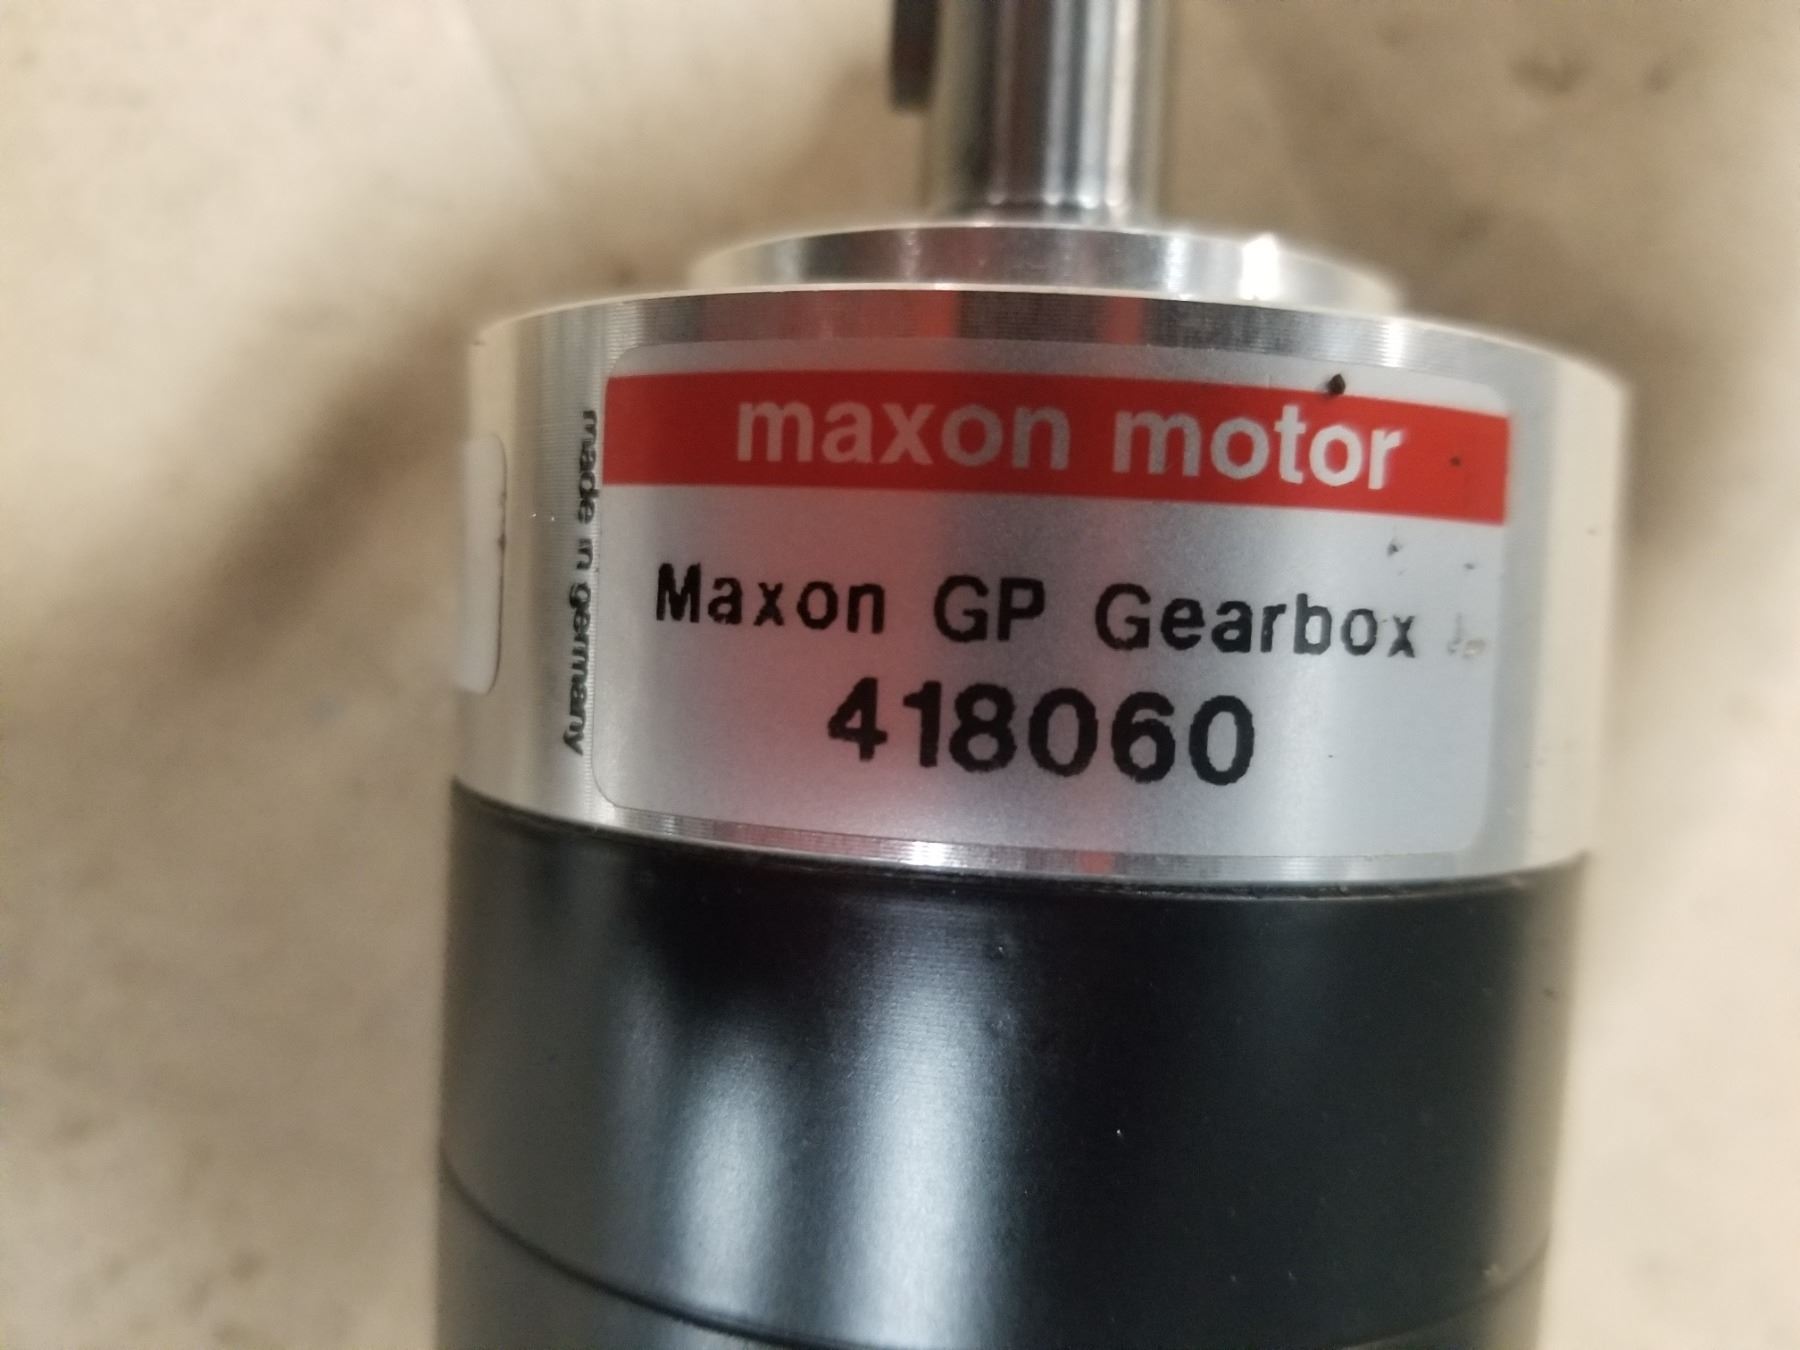 maxon motor
Maxon GP Gearbox
418060
made in germany